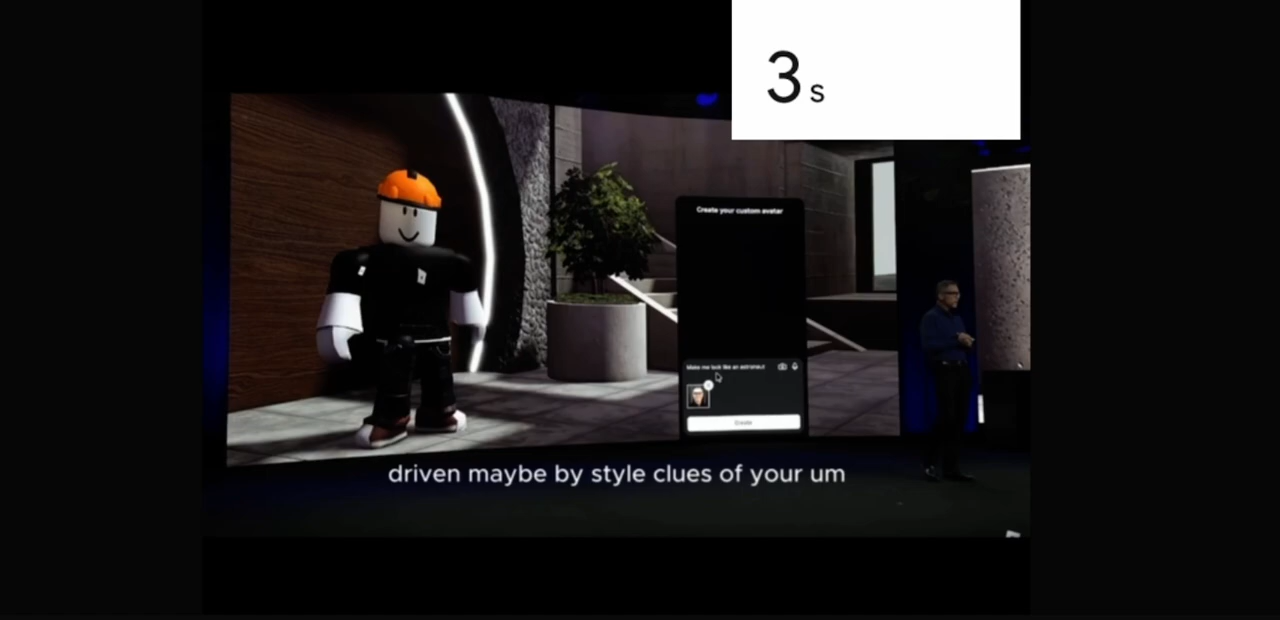 3 s
Create your custom avatar
Make me look like an astronaut
Create
driven maybe by style clues of your um